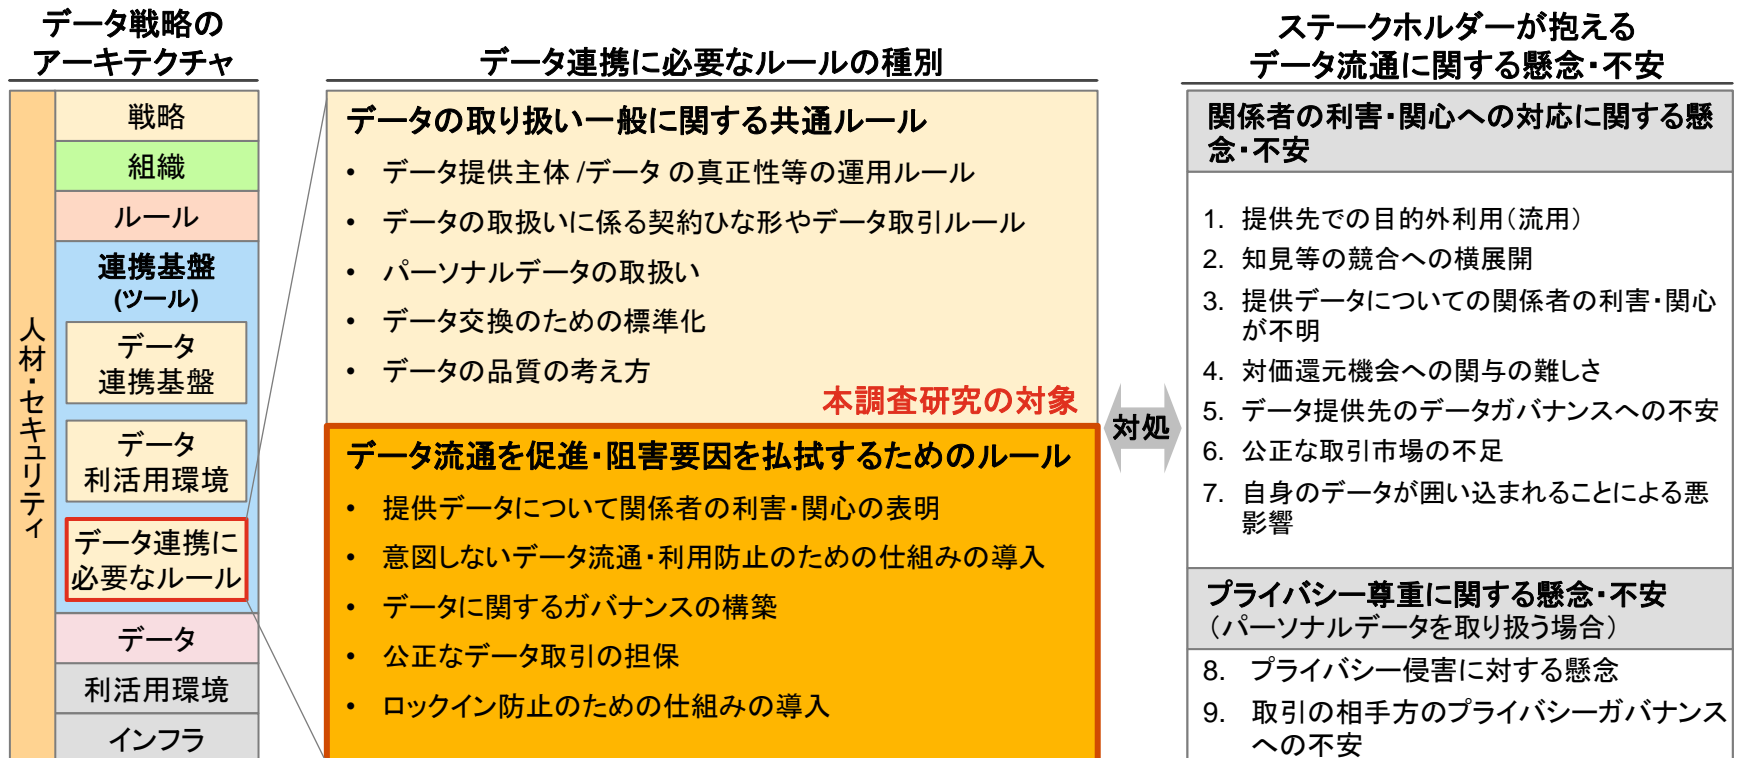 データ戦略の
アーキテクチャ
戦略
組織
ルール
連携基盤
(ツール)
データ
連携基盤
データ
利活用環境
データ連携に
必要なルール
データ
利活用環境
インフラ
人材・セキュリティ
データ連携に必要なルールの種別
データの取り扱い一般に関する共通ルール
• データ提供主体 /データ の真正性等の運用ルール
• データの取扱いに係る契約ひな形やデータ取引ルール
• パーソナルデータの取扱い
• データ交換のための標準化
• データの品質の考え方
本調査研究の対象
データ流通を促進・阻害要因を払拭するためのルール
• 提供データについて関係者の利害・関心の表明
• 意図しないデータ流通・利用防止のための仕組みの導入
• データに関するガバナンスの構築
• 公正なデータ取引の担保
• ロックイン防止のための仕組みの導入
対処
ステークホルダーが抱える
データ流通に関する懸念・不安
関係者の利害・関心への対応に関する懸
念・不安
1. 提供先での目的外利用（流用）
2. 知見等の競合への横展開
3. 提供データについての関係者の利害・関心
が不明
4. 対価還元機会への関与の難しさ
5. データ提供先のデータガバナンスへの不安
6. 公正な取引市場の不足
7. 自身のデータが囲い込まれることによる悪
影響
プライバシー尊重に関する懸念・不安
（パーソナルデータを取り扱う場合）
8. プライバシー侵害に対する懸念
9. 取引の相手方のプライバシーガバナンス
への不安